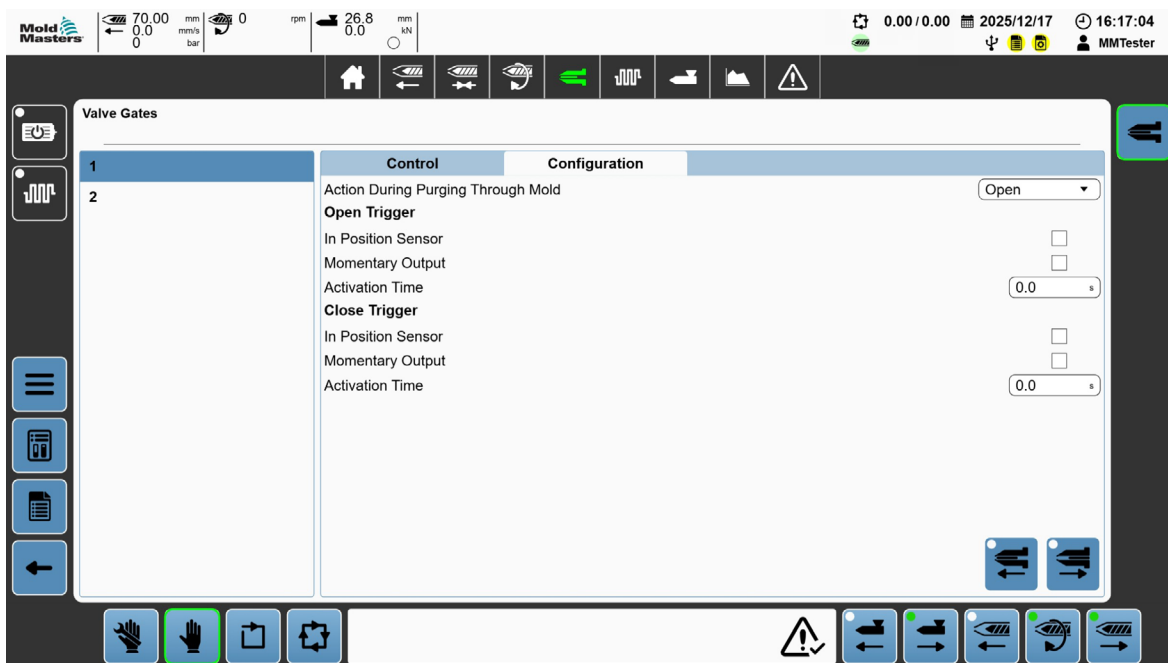 Mold Masters
70.00 mm
0.0 mm/s
0 bar
0 rpm
26.8 mm
0.0 kN
0.00 / 0.00
2025/12/17
16:17:04
MMTester
Valve Gates
1
2
Control
Configuration
Action During Purging Through Mold
Open
Open Trigger
In Position Sensor
Momentary Output
Activation Time
0.0 s
Close Trigger
In Position Sensor
Momentary Output
Activation Time
0.0 s